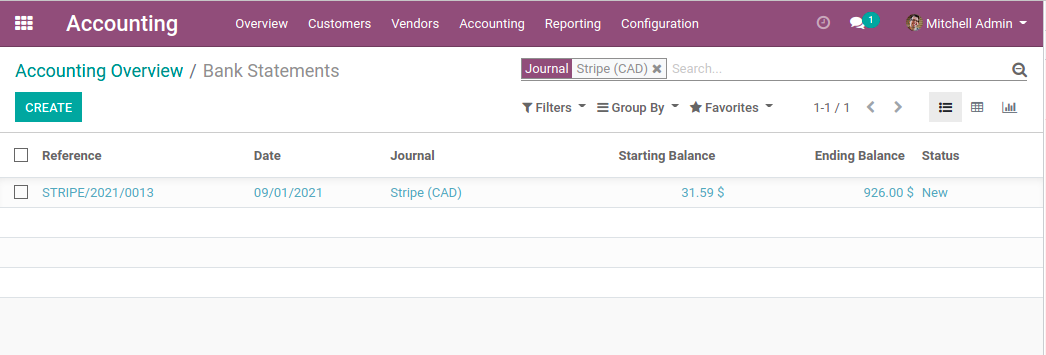 Accounting Overview Customers Vendors Accounting Reporting Configuration 1 Mitchell Admin
Accounting Overview / Bank Statements
Journal Stripe (CAD) Search...
CREATE
Filters Group By Favorites 1-1 / 1
Reference Date Journal Starting Balance Ending Balance Status
STRIPE/2021/0013 09/01/2021 Stripe (CAD) 31.59 $ 926.00 $ New